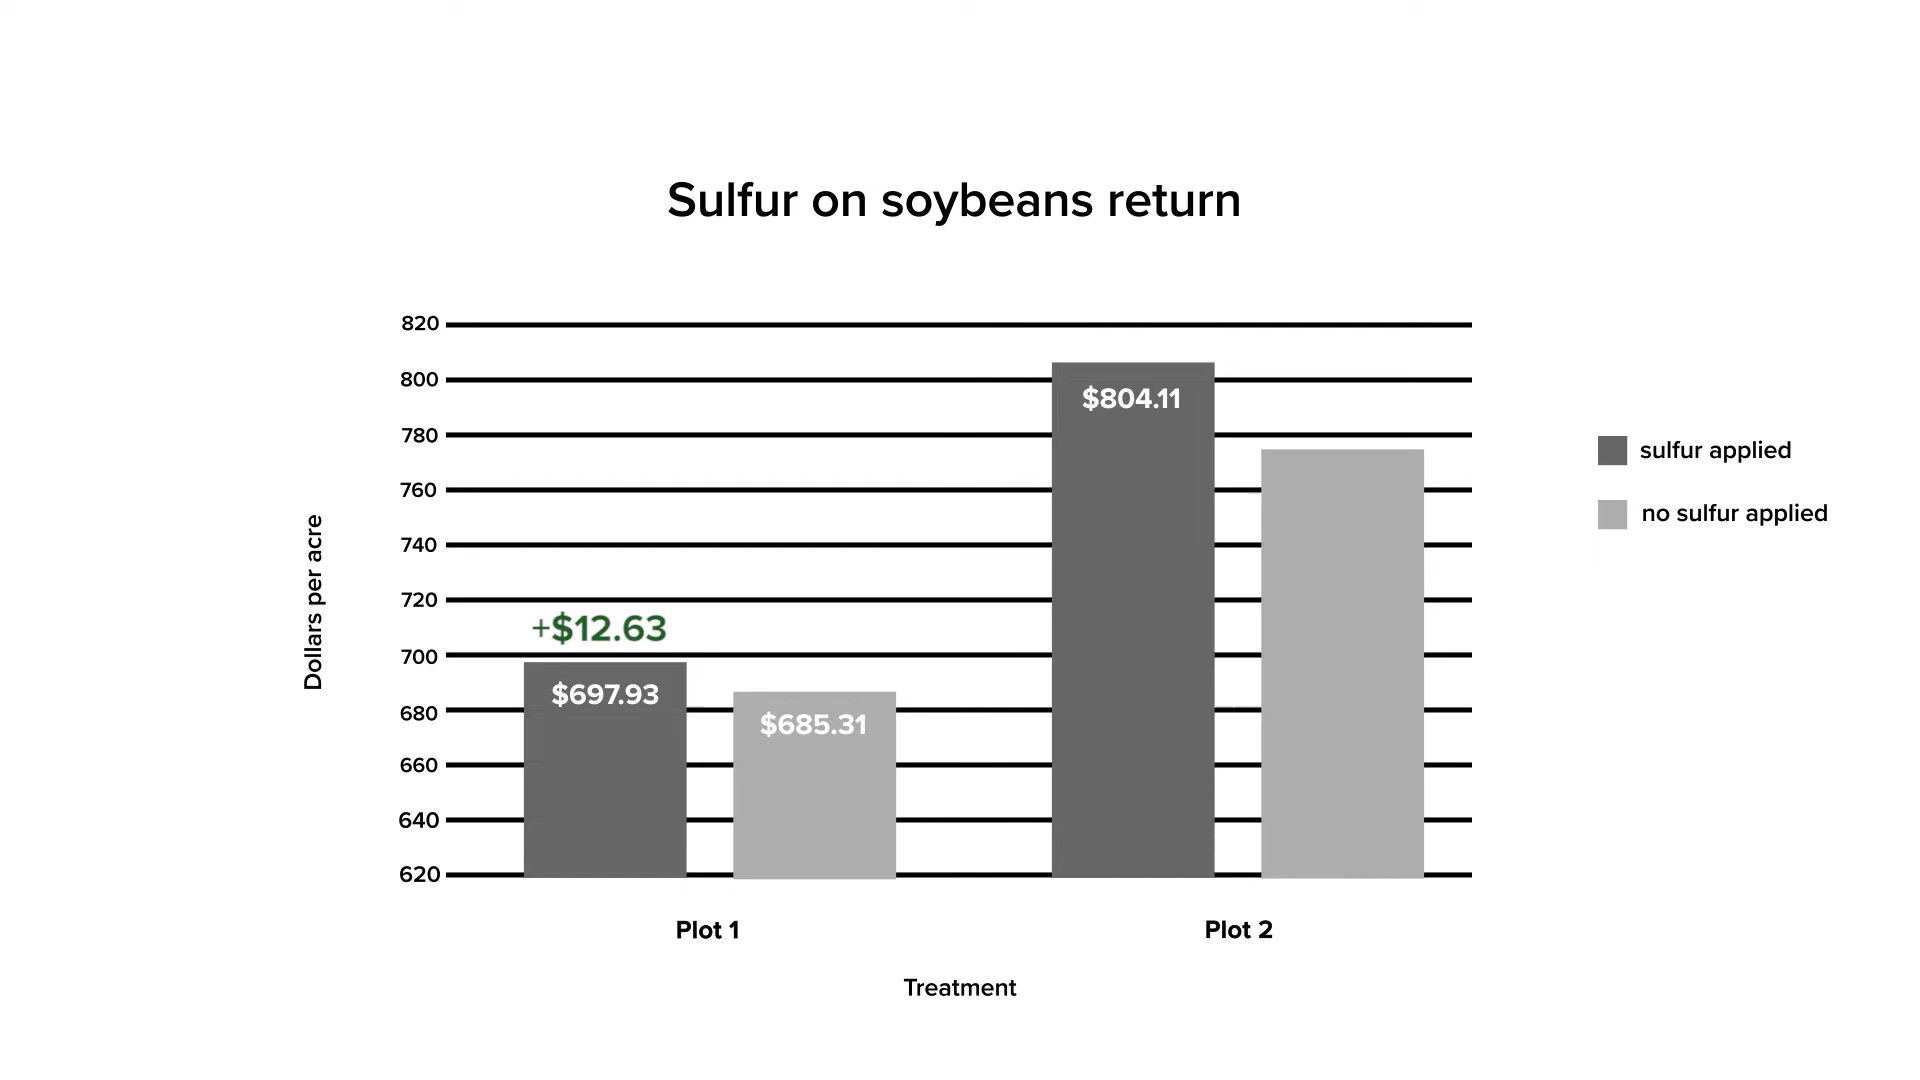 Sulfur on soybeans return
820
800
780
760
740
720
700
680
660
640
620
Dollars per acre
+$12.63
$697.93
$685.31
$804.11
Plot 1
Plot 2
Treatment
sulfur applied
no sulfur applied